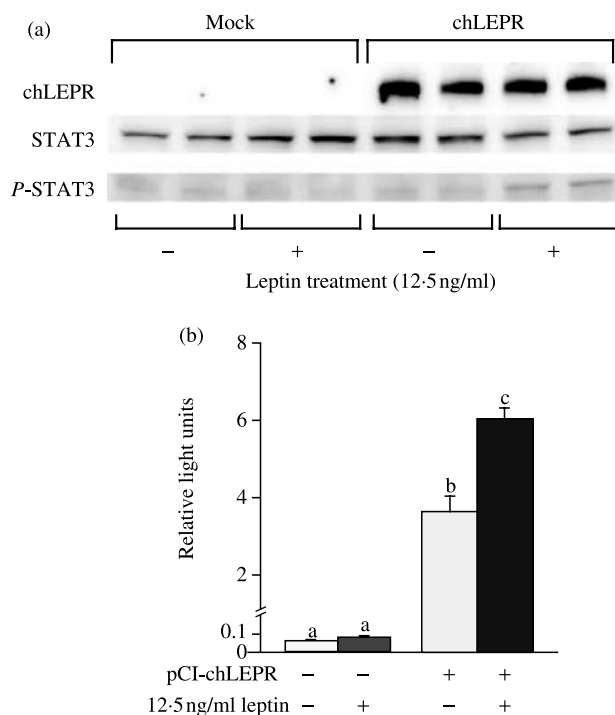 (a)
Mock chLEPR
chLEPR
STAT3
P-STAT3
– + – +
Leptin treatment (12·5 ng/ml)
(b)
8
6
4
2
0.1
0
Relative light units
a a b c
pCI-chLEPR – – + +
12·5 ng/ml leptin – + – +